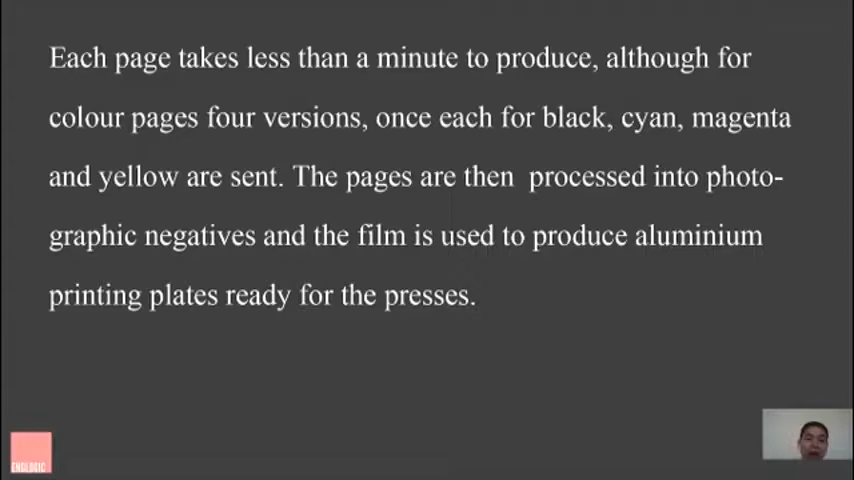 Each page takes less than a minute to produce, although for
colour pages four versions, once each for black, cyan, magenta
and yellow are sent. The pages are then  processed into photo-
graphic negatives and the film is used to produce aluminium
printing plates ready for the presses.
ENGLOGIC